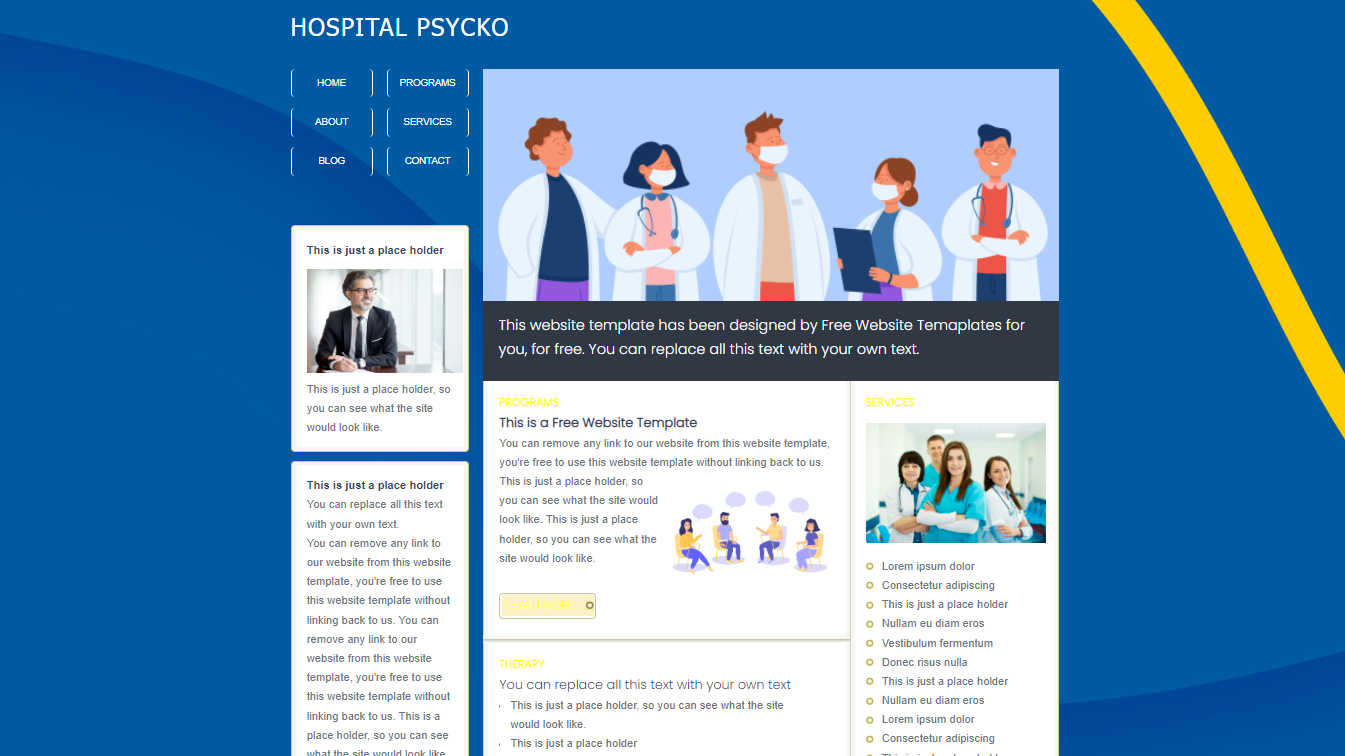 HOSPITAL PSYCKO
HOME
PROGRAMS
ABOUT
SERVICES
BLOG
CONTACT
This is just a place holder
This is just a place holder, so
you can see what the site
would look like.
This is just a place holder
You can replace all this text
with your own text.
You can remove any link to
our website from this website
template, you're free to use
this website template without
linking back to us. You can
remove any link to our
website from this website
template, you're free to use
this website template without
linking back to us. This is a
place holder, so you can see
what the site would look like.
This website template has been designed by Free Website Temaplates for
you, for free. You can replace all this text with your own text.
PROGRAMS
This is a Free Website Template
You can remove any link to our website from this website template,
you're free to use this website template without linking back to us.
This is just a place holder, so
you can see what the site would
look like. This is just a place
holder, so you can see what the
site would look like.
LEARN MORE
THERAPY
You can replace all this text with your own text
This is just a place holder, so you can see what the site
would look like.
This is just a place holder
SERVICES
Lorem ipsum dolor
Consectetur adipiscing
This is just a place holder
Nullam eu diam eros
Vestibulum fermentum
Donec risus nulla
This is just a place holder
Nullam eu diam eros
Lorem ipsum dolor
Consectetur adipiscing